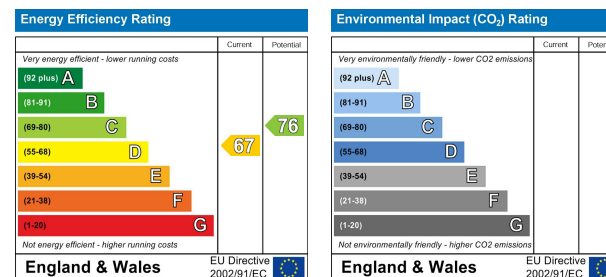 Energy Efficiency Rating
Current Potential
Very energy efficient - lower running costs
(92 plus) A
(81-91) B
(69-80) C
(55-68) D
(39-54) E
(21-38) F
(1-20) G
67
76
Not energy efficient - higher running costs
England & Wales
EU Directive
2002/91/EC
Environmental Impact (CO₂) Rating
Current Poten
Very environmentally friendly - lower CO2 emissions
(92 plus) A
(81-91) B
(69-80) C
(55-68) D
(39-54) E
(21-38) F
(1-20) G
Not environmentally friendly - higher CO2 emissions
England & Wales
EU Directive
2002/91/EC